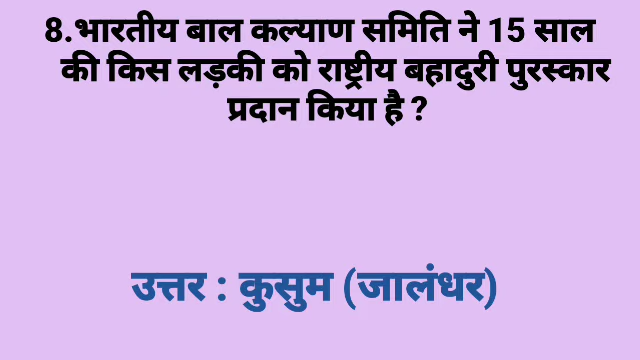 8.भारतीय बाल कल्याण समिति ने 15 साल
की किस लड़की को राष्ट्रीय बहादुरी पुरस्कार
प्रदान किया है ?
उत्तर : कुसुम (जालंधर)